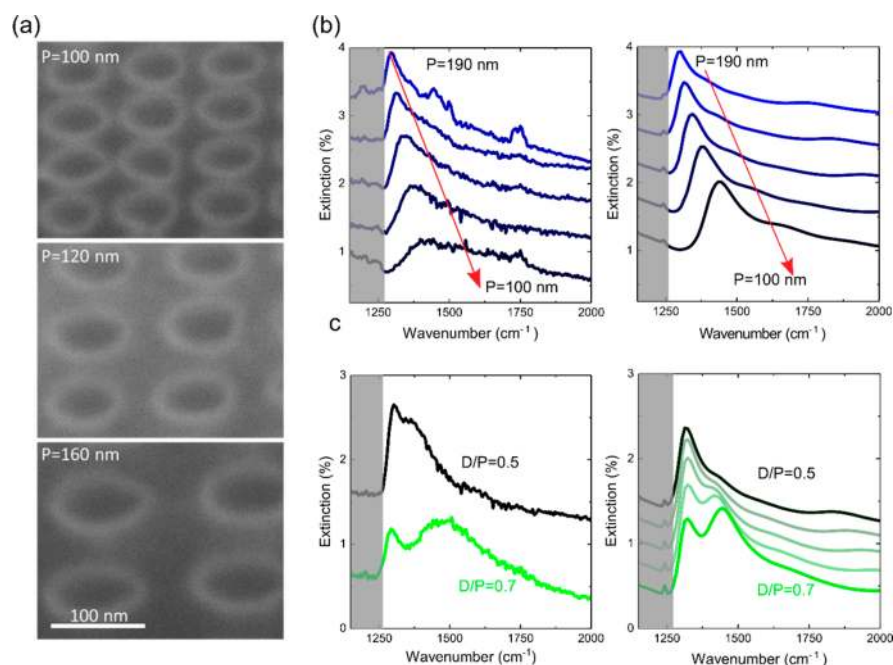 (a)
P=100 nm
P=120 nm
P=160 nm
100 nm
(b)
4
3
2
1
Extinction (%)
P=190 nm
P=100 nm
1250
1500
1750
2000
Wavenumber (cm⁻¹)
4
3
2
1
Extinction (%)
P=190 nm
P=100 nm
1250
1500
1750
2000
Wavenumber (cm⁻¹)
c
3
2
1
0
Extinction (%)
D/P=0.5
D/P=0.7
1250
1500
1750
2000
Wavenumber (cm⁻¹)
3
2
1
0
Extinction (%)
D/P=0.5
D/P=0.7
1250
1500
1750
2000
Wavenumber (cm⁻¹)